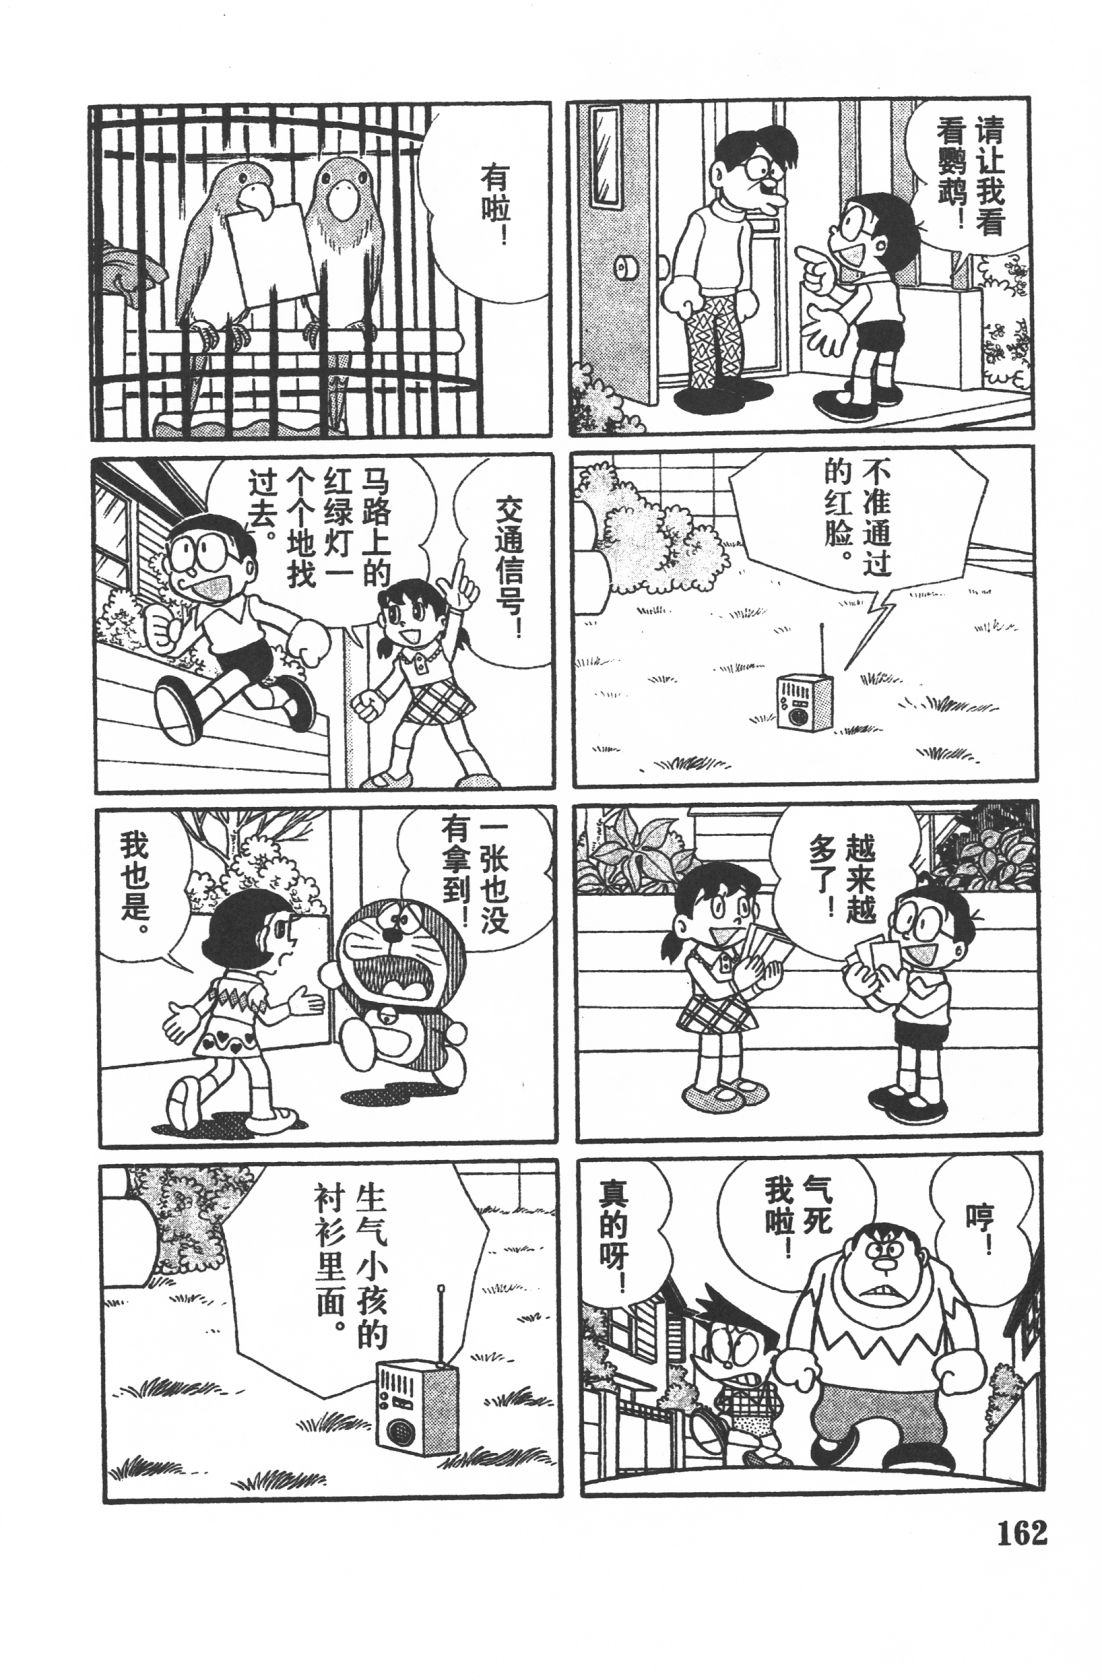 请让我看
看鹦鹉！
有啦！
不准通过
的红脸。
交通信号！
马路上的
红绿灯一
个个地找
过去。
越来越
多了！
一张也没
有拿到！
我也是。
哼！
气死
我啦！
真的呀！
生气小孩的
衬衫里面。
162